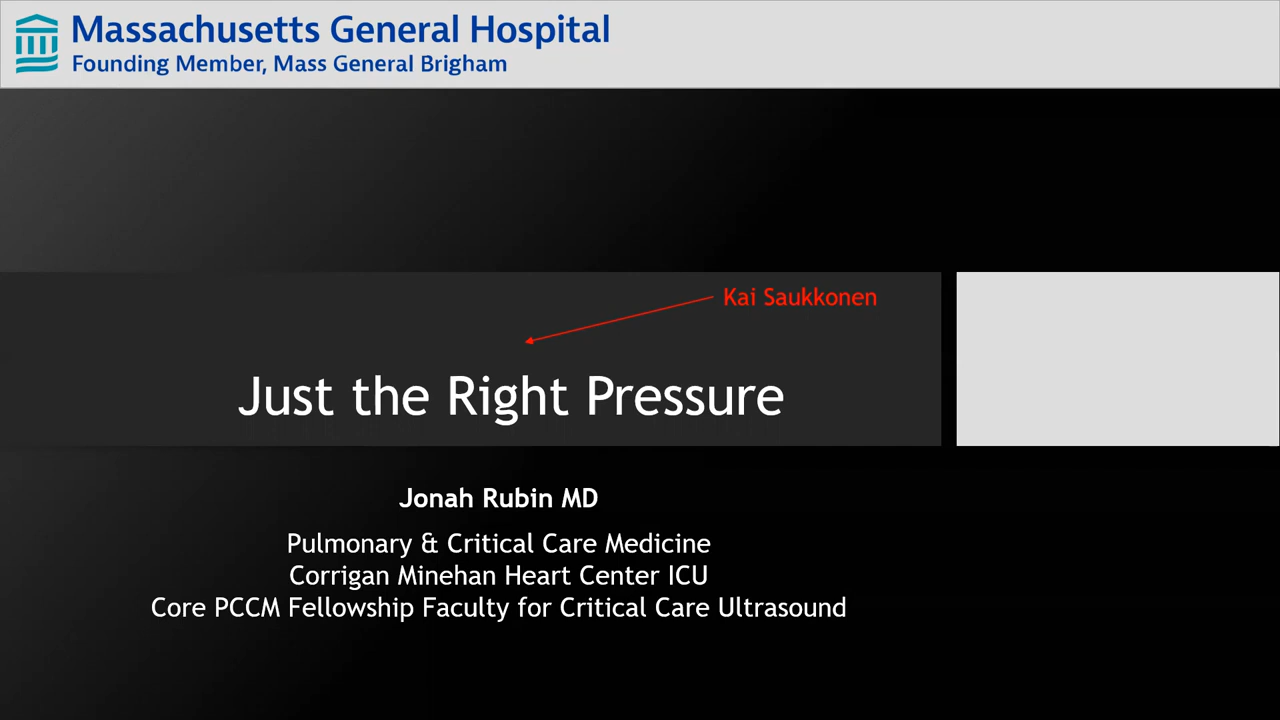 Massachusetts General Hospital
Founding Member, Mass General Brigham
Kai Saukkonen
Just the Right Pressure
Jonah Rubin MD
Pulmonary & Critical Care Medicine
Corrigan Minehan Heart Center ICU
Core PCCM Fellowship Faculty for Critical Care Ultrasound